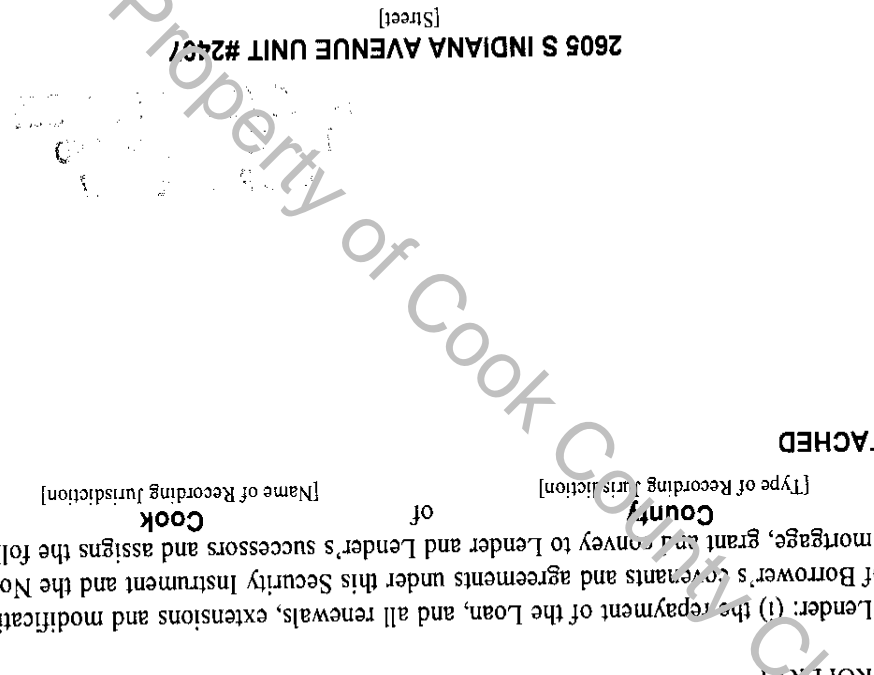 Lender: (i) the repayment of the Loan, and all renewals, extensions and modificati
f Borrower's covenants and agreements under this Security Instrument and the No
mortgage, grant and convey to Lender and Lender's successors and assigns the foll
County of Cook
[Type of Recording Jurisdiction] [Name of Recording Jurisdiction]
TACHED
2605 S INDIANA AVENUE UNIT #2407
[Street]
Property of Cook County Cl